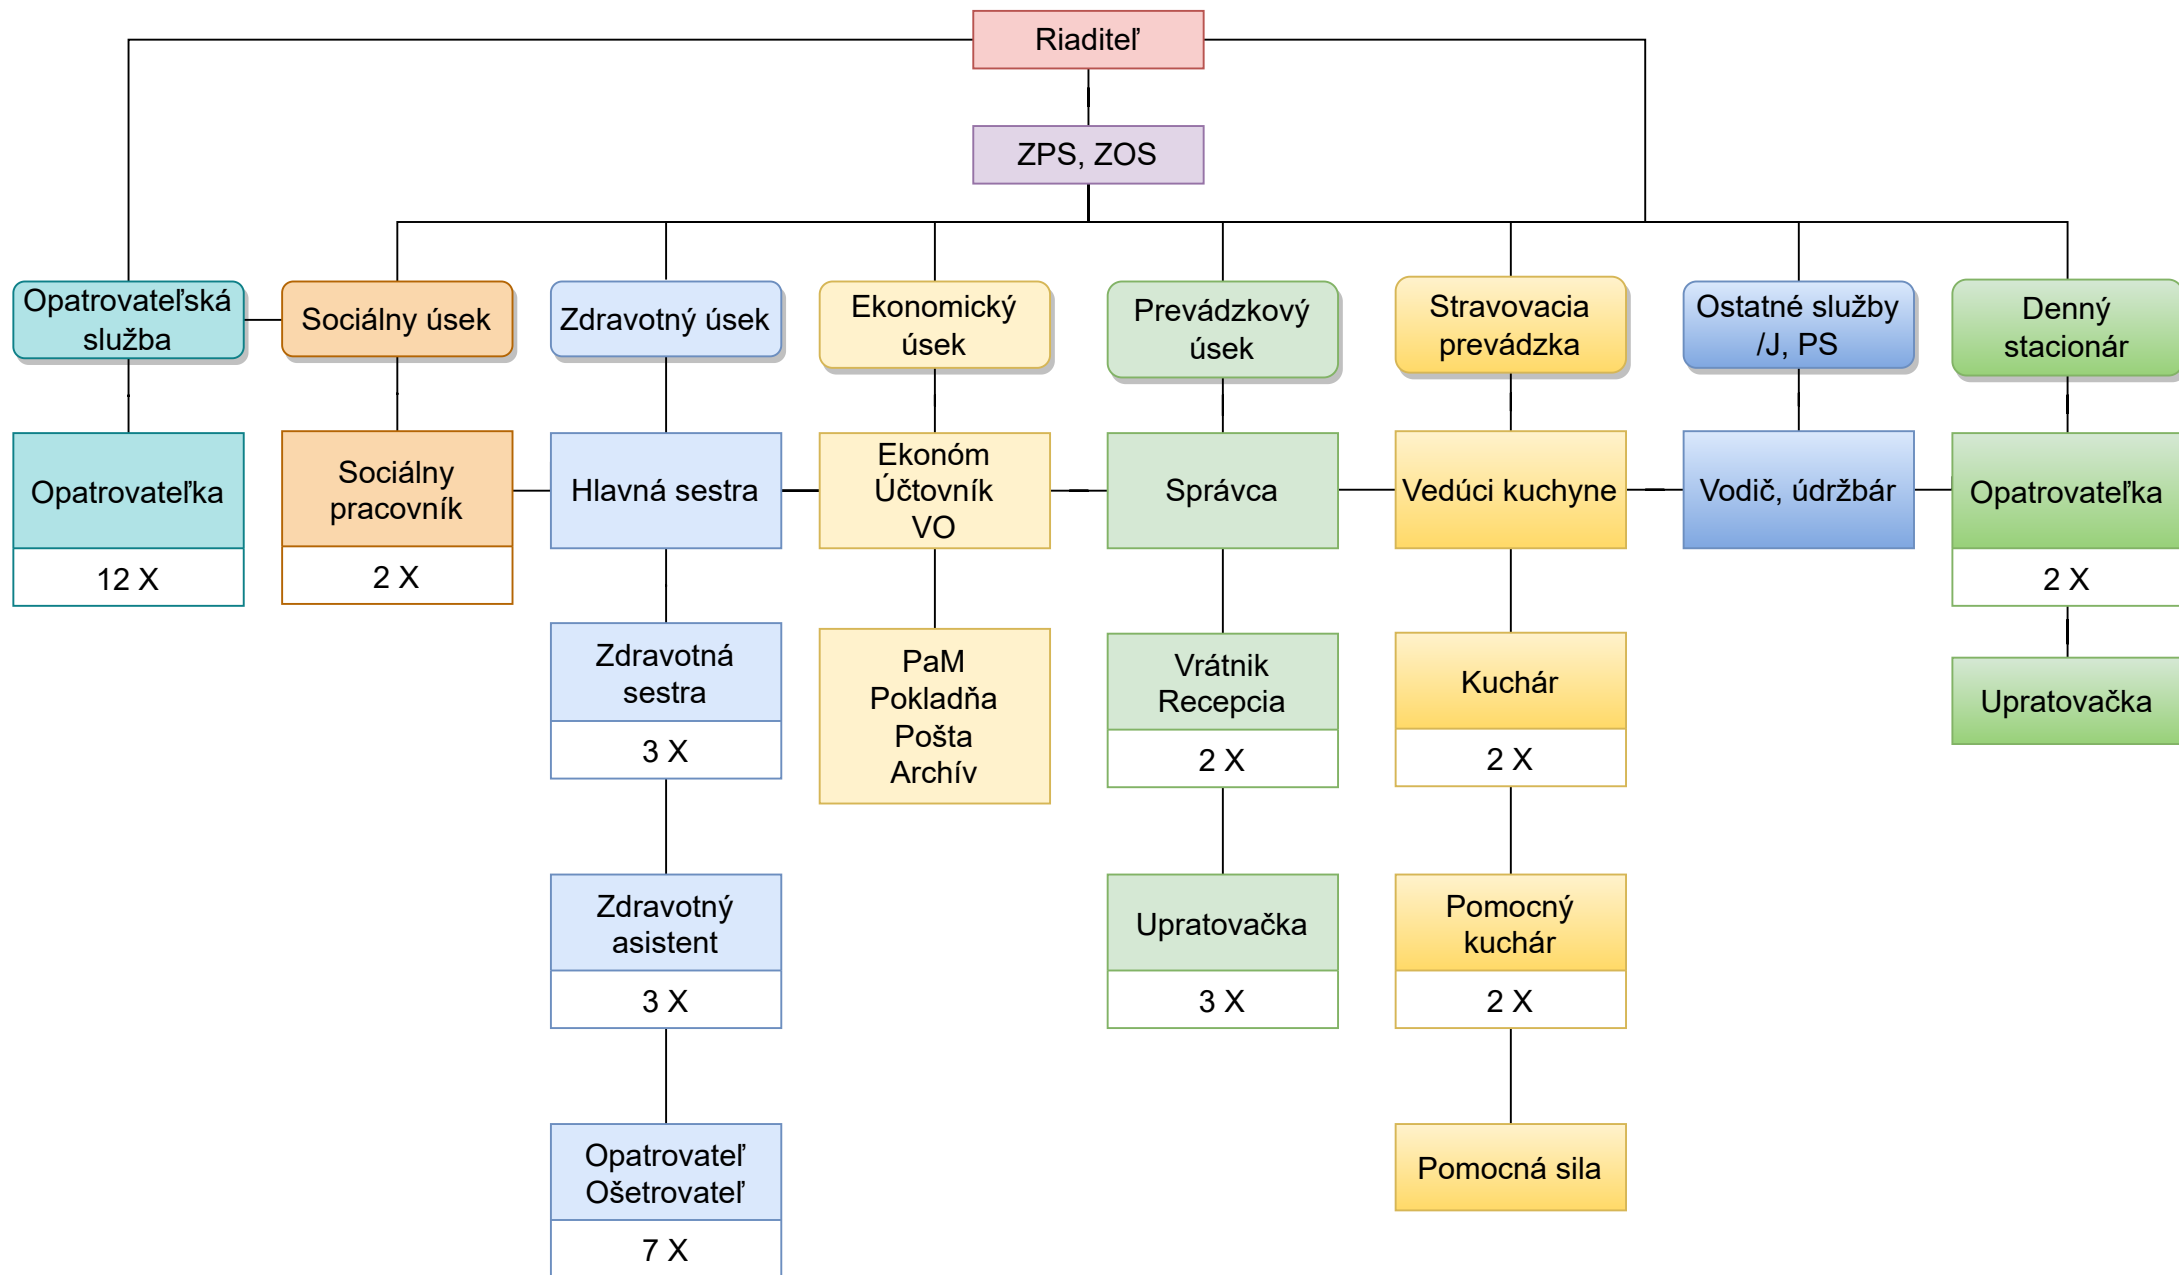 Riaditeľ
ZPS, ZOS
Opatrovateľská
služba
Sociálny úsek
Zdravotný úsek
Ekonomický
úsek
Prevádzkový
úsek
Stravovacia
prevádzka
Ostatné služby
/J, PS
Denný
stacionár
Opatrovateľka
12 X
Sociálny
pracovník
2 X
Hlavná sestra
Ekonóm
Účtovník
VO
Správca
Vedúci kuchyne
Vodič, údržbár
Opatrovateľka
2 X
Zdravotná
sestra
3 X
PaM
Pokladňa
Pošta
Archív
Vrátnik
Recepcia
2 X
Kuchár
2 X
Upratovačka
Zdravotný
asistent
3 X
Upratovačka
3 X
Pomocný
kuchár
2 X
Opatrovateľ
Ošetrovateľ
7 X
Pomocná sila